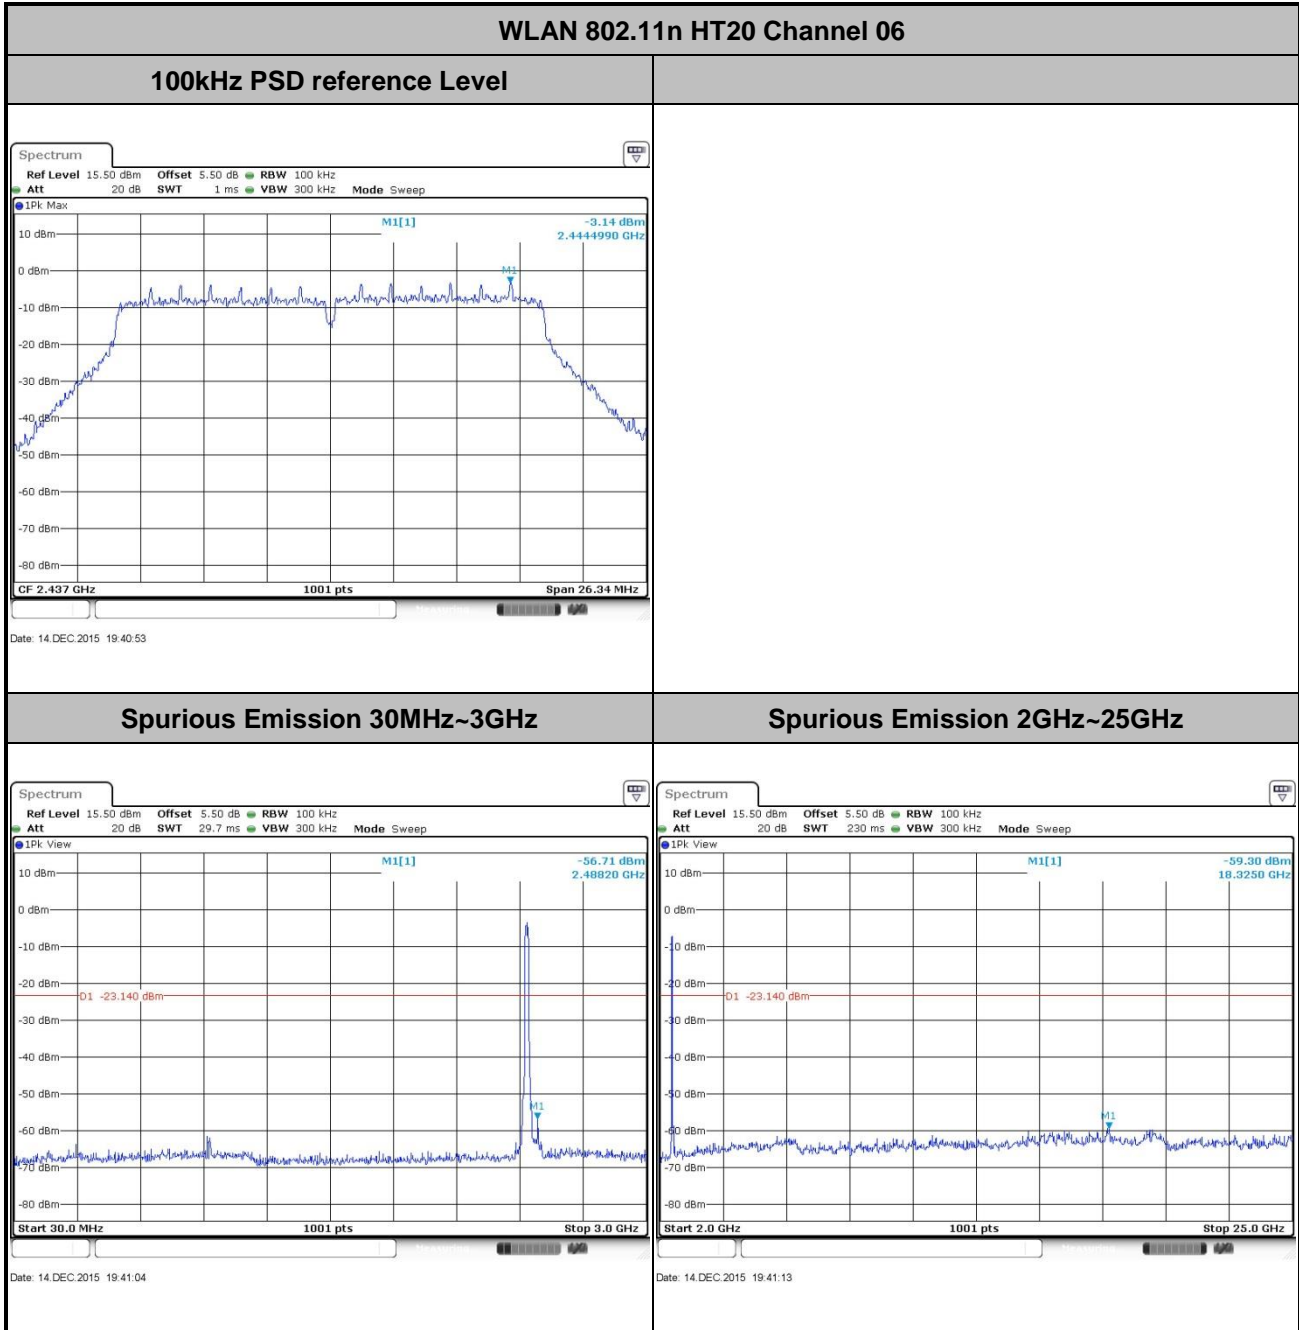 WLAN 802.11n HT20 Channel 06
100kHz PSD reference Level
Spectrum
Ref Level 15.50 dBm Offset 5.50 dB RBW 100 kHz
Att 20 dB SWT 1 ms VBW 300 kHz Mode Sweep
1Pk Max
M1[1] -3.14 dBm
2.4444990 GHz
10 dBm
0 dBm
M1
-10 dBm
-20 dBm
-30 dBm
-40 dBm
-50 dBm
-60 dBm
-70 dBm
-80 dBm
CF 2.437 GHz 1001 pts Span 26.34 MHz
Measuring
Date: 14.DEC.2015 19:40:53
Spurious Emission 30MHz~3GHz
Spectrum
Ref Level 15.50 dBm Offset 5.50 dB RBW 100 kHz
Att 20 dB SWT 29.7 ms VBW 300 kHz Mode Sweep
1Pk View
M1[1] -56.71 dBm
2.48820 GHz
10 dBm
0 dBm
-10 dBm
-20 dBm
D1 -23.140 dBm
-30 dBm
-40 dBm
-50 dBm
M1
-60 dBm
-70 dBm
-80 dBm
Start 30.0 MHz 1001 pts Stop 3.0 GHz
Date: 14.DEC.2015 19:41:04
Spurious Emission 2GHz~25GHz
Spectrum
Ref Level 15.50 dBm Offset 5.50 dB RBW 100 kHz
Att 20 dB SWT 230 ms VBW 300 kHz Mode Sweep
1Pk View
M1[1] -59.30 dBm
18.3250 GHz
10 dBm
0 dBm
-10 dBm
-20 dBm
D1 -23.140 dBm
-30 dBm
-40 dBm
-50 dBm
M1
-60 dBm
-70 dBm
-80 dBm
Start 2.0 GHz 1001 pts Stop 25.0 GHz
Date: 14.DEC.2015 19:41:13